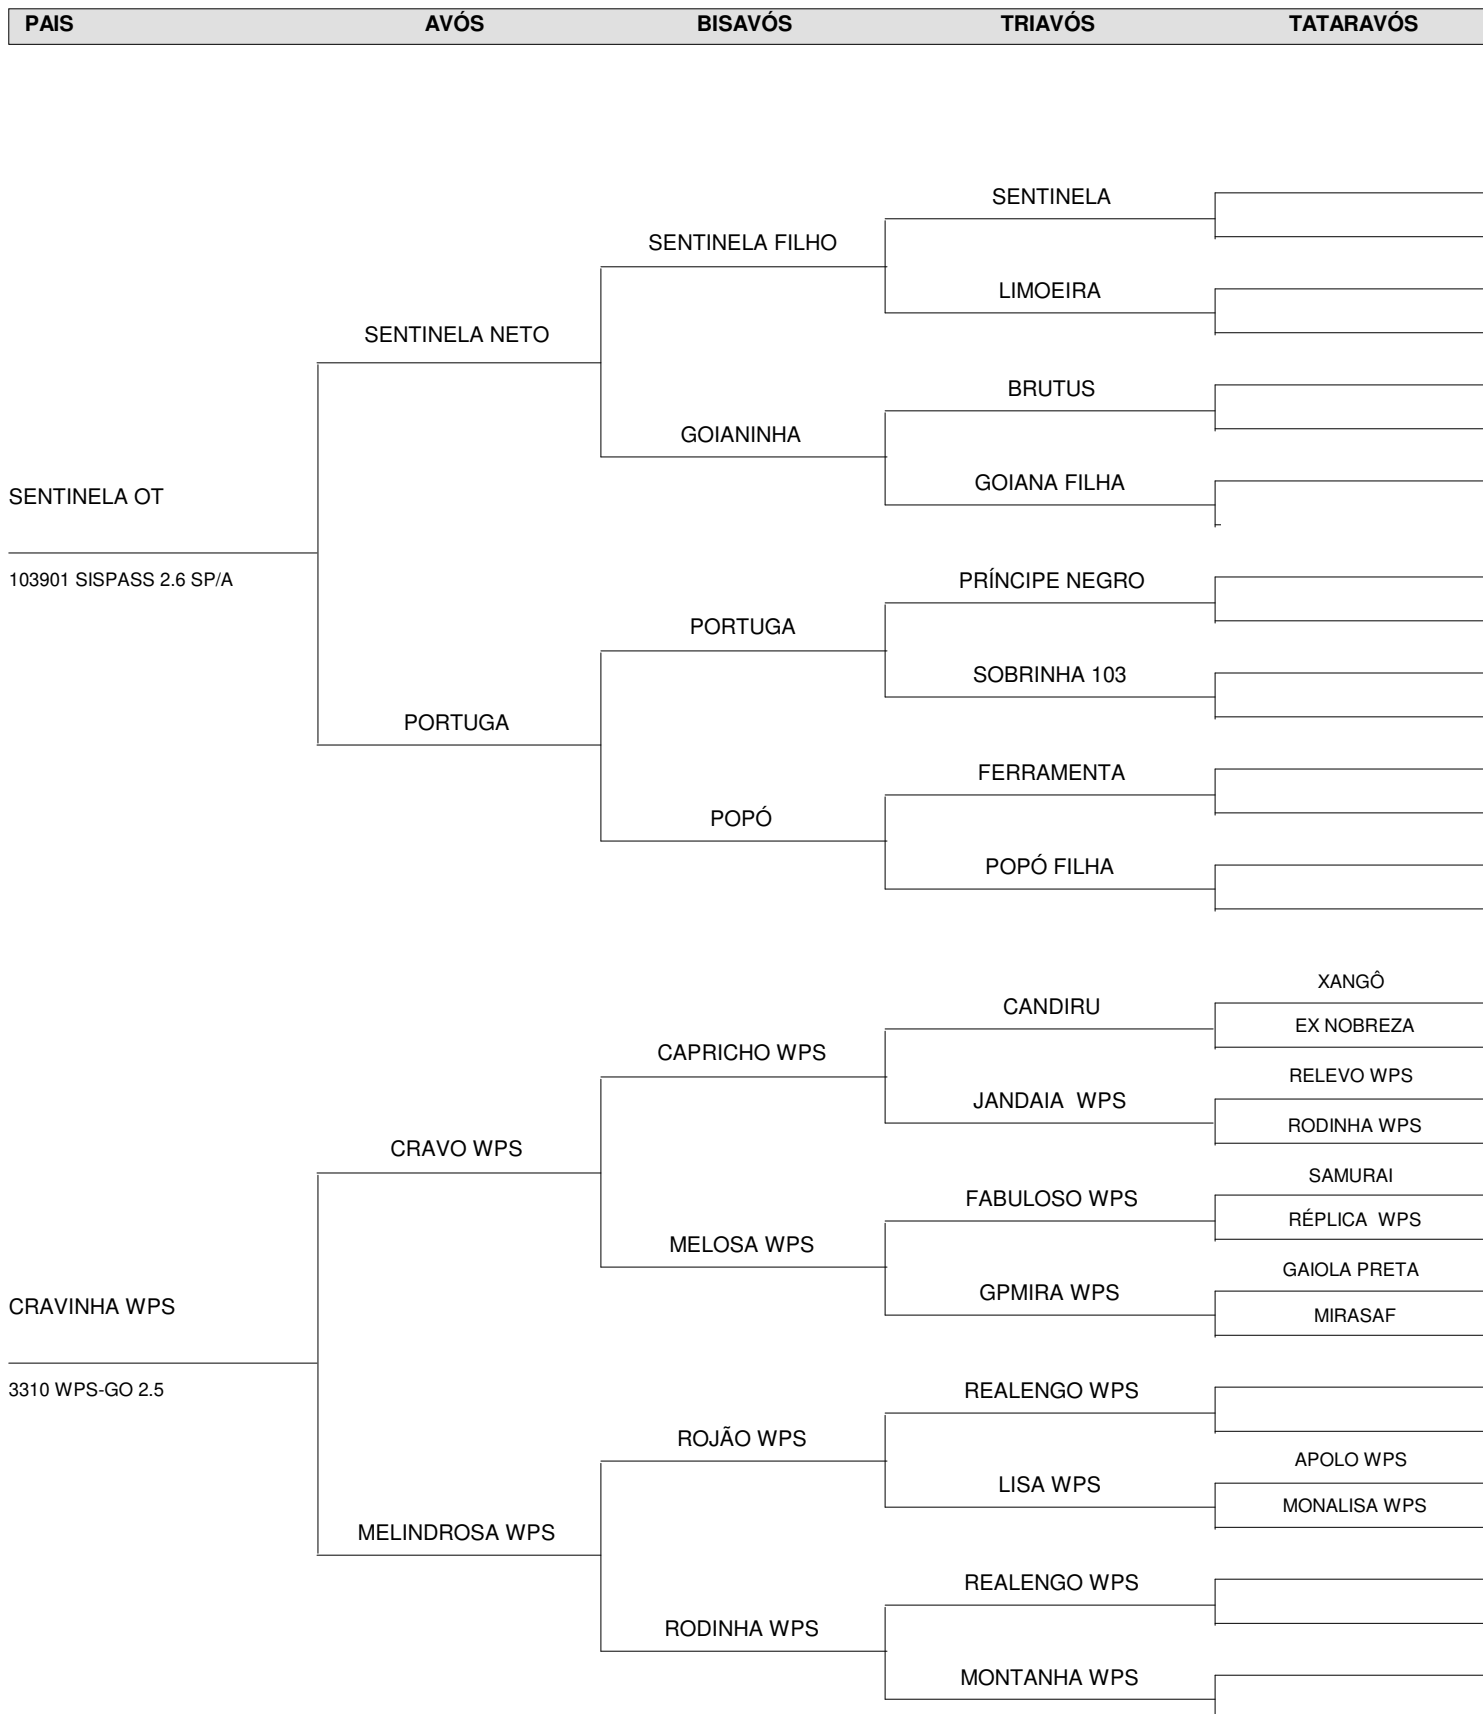 PAIS AVÓS BISAVÓS TRIAVÓS TATARAVÓS
SENTINELA
SENTINELA FILHO
LIMOEIRA
SENTINELA NETO
BRUTUS
GOIANINHA
GOIANA FILHA
SENTINELA OT
103901 SISPASS 2.6 SP/A
PRÍNCIPE NEGRO
PORTUGA
SOBRINHA 103
PORTUGA
FERRAMENTA
POPÓ
POPÓ FILHA
XANGÔ
CANDIRU
EX NOBREZA
CAPRICHO WPS
RELEVO WPS
JANDAIA WPS
RODINHA WPS
CRAVO WPS
SAMURAI
FABULOSO WPS
RÉPLICA WPS
MELOSA WPS
GAIOLA PRETA
GPMIRA WPS
MIRASAF
CRAVINHA WPS
3310 WPS-GO 2.5
REALENGO WPS
ROJÃO WPS
APOLO WPS
LISA WPS
MONALISA WPS
MELINDROSA WPS
REALENGO WPS
RODINHA WPS
MONTANHA WPS